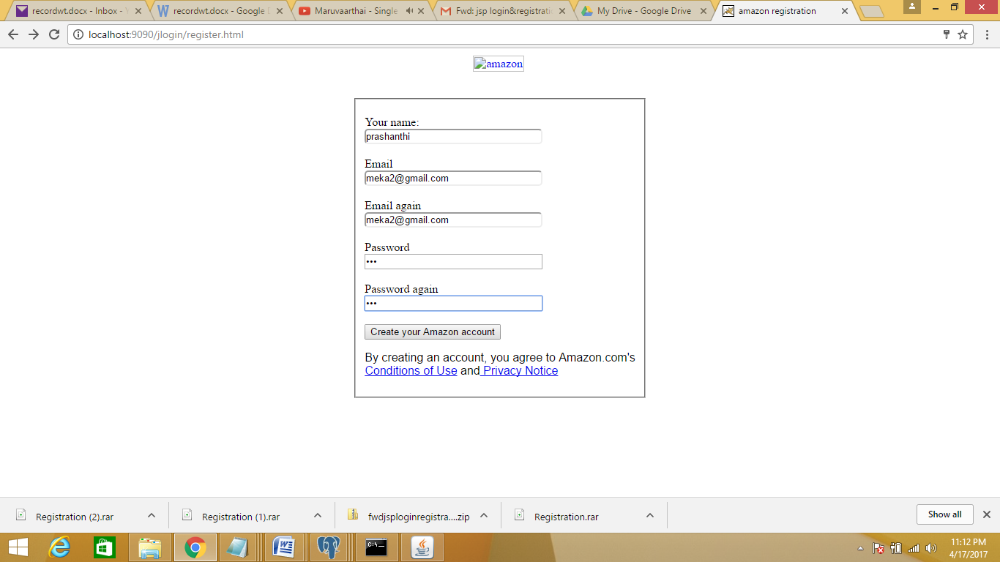 recordwt.docx - Inbox - Y
recordwt.docx - Google D
Maruvaarthai - Single
Fwd: jsp login&registrati
My Drive - Google Drive
amazon registration
localhost:9090/jlogin/register.html
amazon
Your name:
prashanthi
Email
meka2@gmail.com
Email again
meka2@gmail.com
Password
•••
Password again
•••
Create your Amazon account
By creating an account, you agree to Amazon.com's
Conditions of Use and Privacy Notice
Registration (2).rar
Registration (1).rar
fwdjsploginregistra....zip
Registration.rar
Show all
11:12 PM
4/17/2017